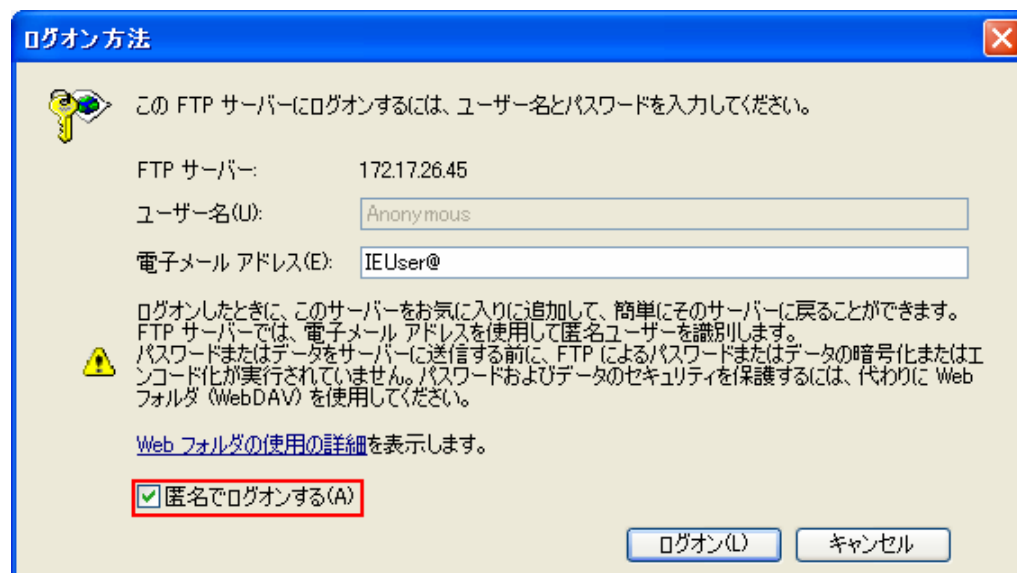 ログオン方法
この FTP サーバーにログオンするには、ユーザー名とパスワードを入力してください。
FTP サーバー: 172.17.26.45
ユーザー名(U): Anonymous
電子メール アドレス(E): IEUser@
ログオンしたときに、このサーバーをお気に入りに追加して、簡単にそのサーバーに戻ることができます。
FTP サーバーでは、電子メール アドレスを使用して匿名ユーザーを識別します。
パスワードまたはデータをサーバーに送信する前に、FTP によるパスワードまたはデータの暗号化またはエ
ンコード化が実行されていません。パスワードおよびデータのセキュリティを保護するには、代わりに Web
フォルダ (WebDAV) を使用してください。
Web フォルダの使用の詳細を表示します。
匿名でログオンする(A)
ログオン(L) キャンセル